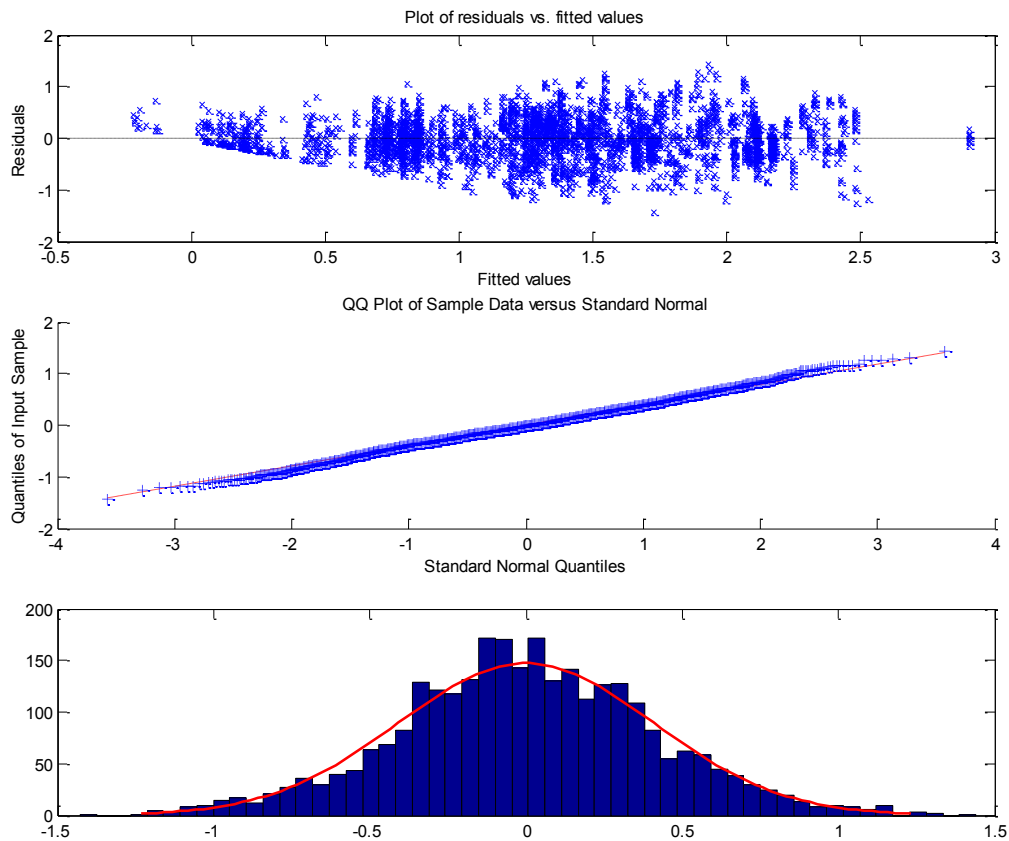 Plot of residuals vs. fitted values
2
1
0
-1
-2
Residuals
-0.5 0 0.5 1 1.5 2 2.5 3
Fitted values
QQ Plot of Sample Data versus Standard Normal
2
1
0
-1
-2
Quantiles of Input Sample
-4 -3 -2 -1 0 1 2 3 4
Standard Normal Quantiles
200
150
100
50
0
-1.5 -1 -0.5 0 0.5 1 1.5